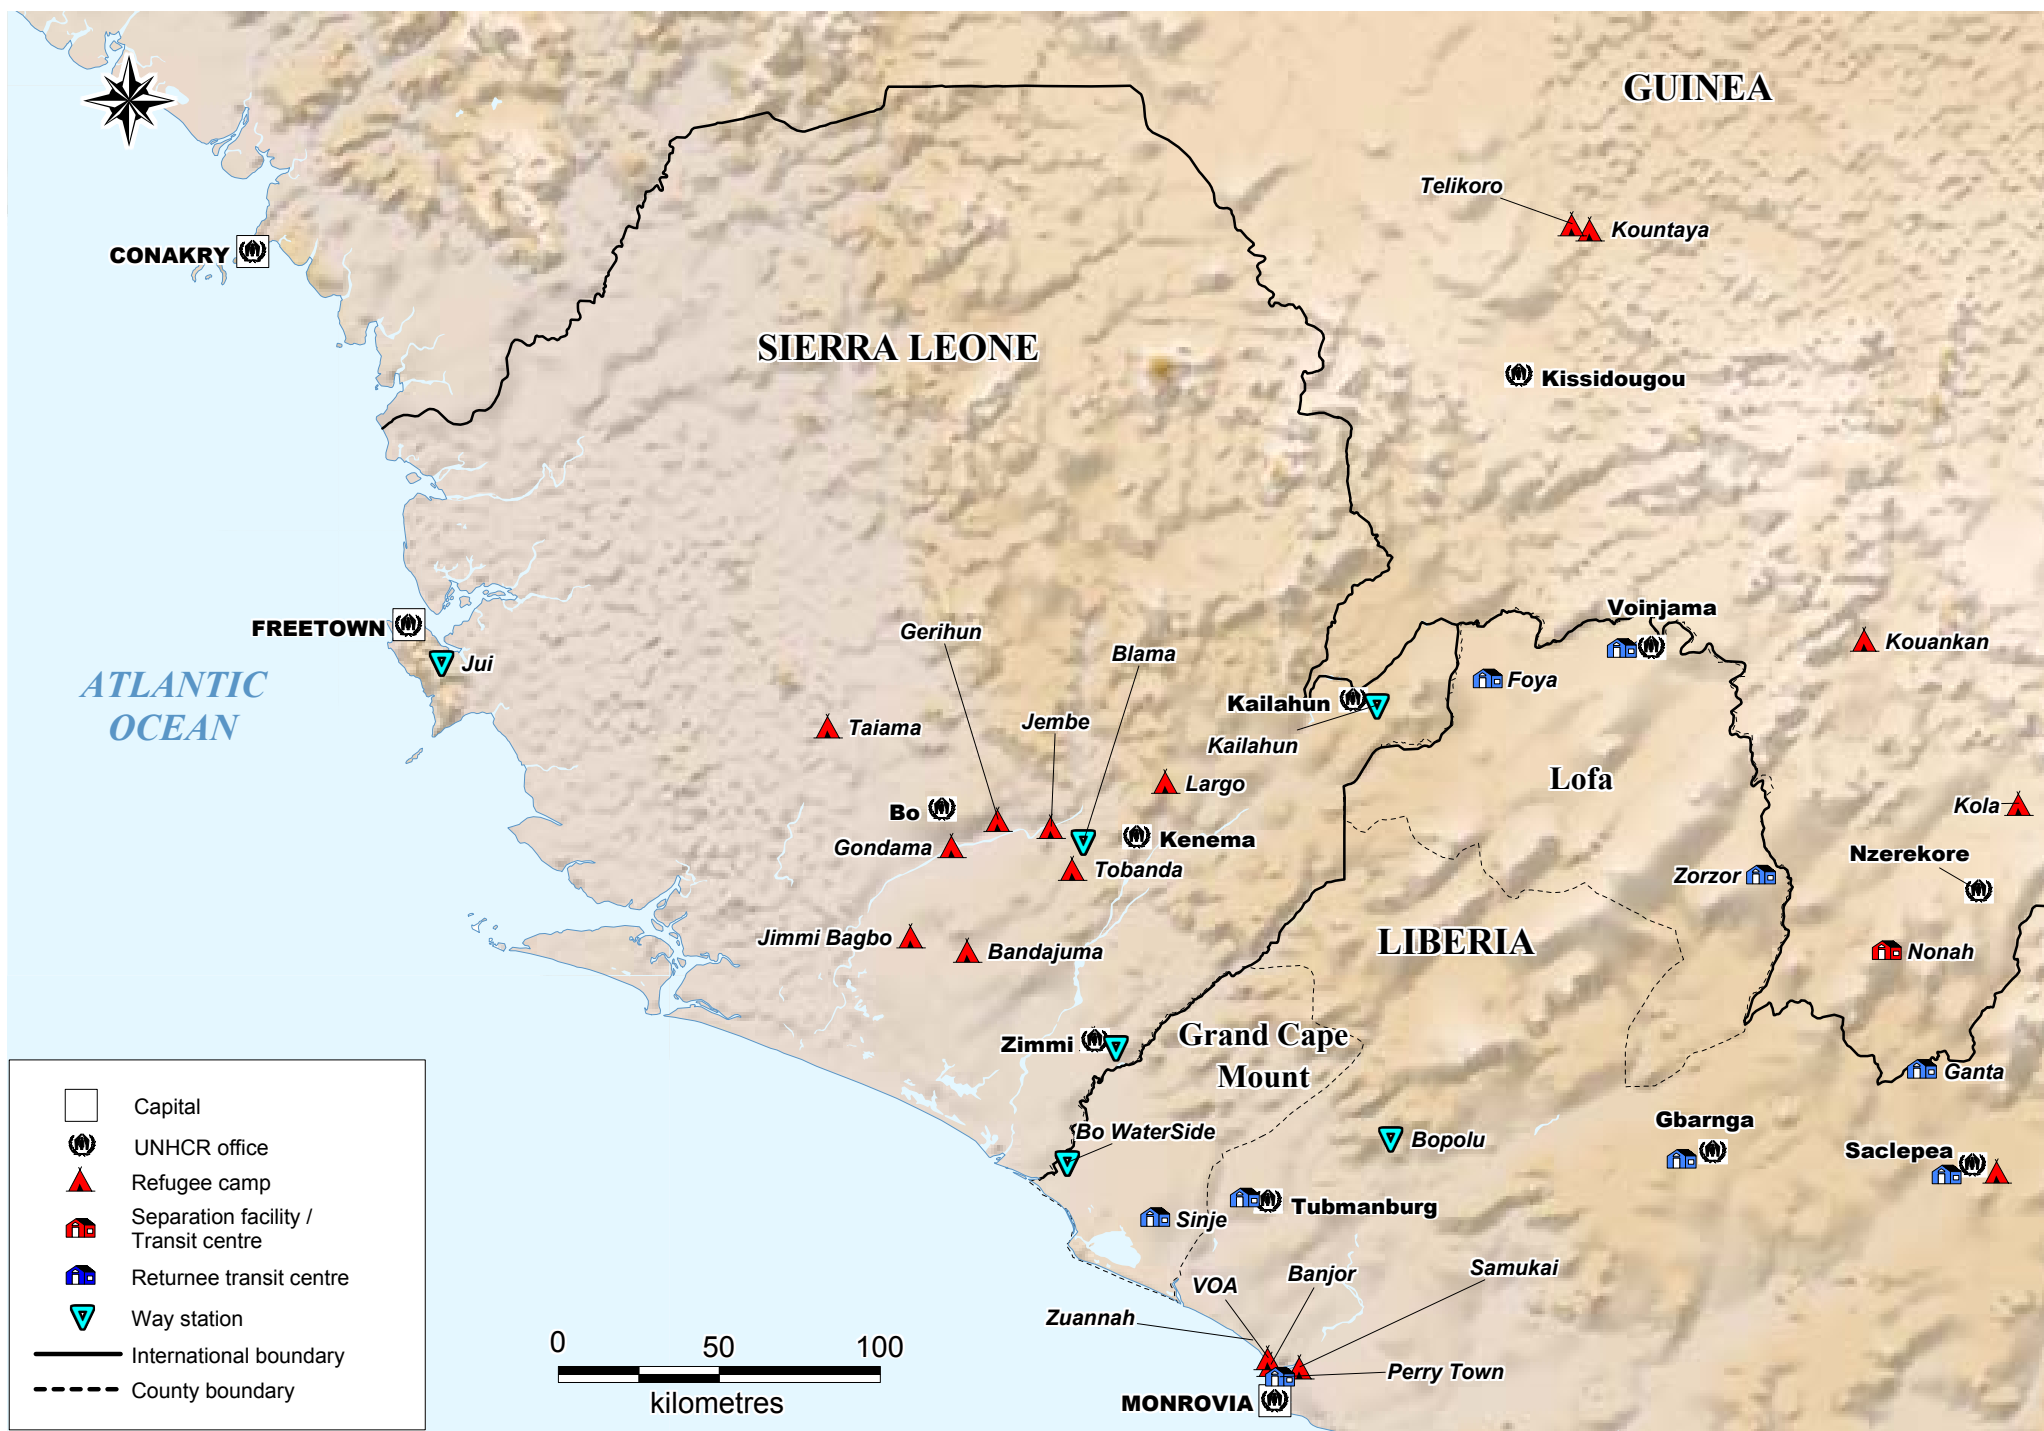 GUINEA
Telikoro
Kountaya
CONAKRY
SIERRA LEONE
Kissidougou
Voinjama
FREETOWN
Gerihun
Blama
Kouankan
Jui
Foya
ATLANTIC
OCEAN
Kailahun
Taiama
Jembe
Kailahun
Lofa
Largo
Bo
Kola
Gondama
Kenema
Nzerekore
Tobanda
Zorzor
Jimmi Bagbo
Bandajuma
LIBERIA
Nonah
Zimmi
Grand Cape
Mount
Ganta
Bo WaterSide
Bopolu
Gbarnga
Saclepea
Sinje
Tubmanburg
VOA
Banjor
Samukai
Zuannah
Perry Town
MONROVIA
Capital
UNHCR office
Refugee camp
Separation facility /
Transit centre
Returnee transit centre
Way station
International boundary
County boundary
0 50 100
kilometres